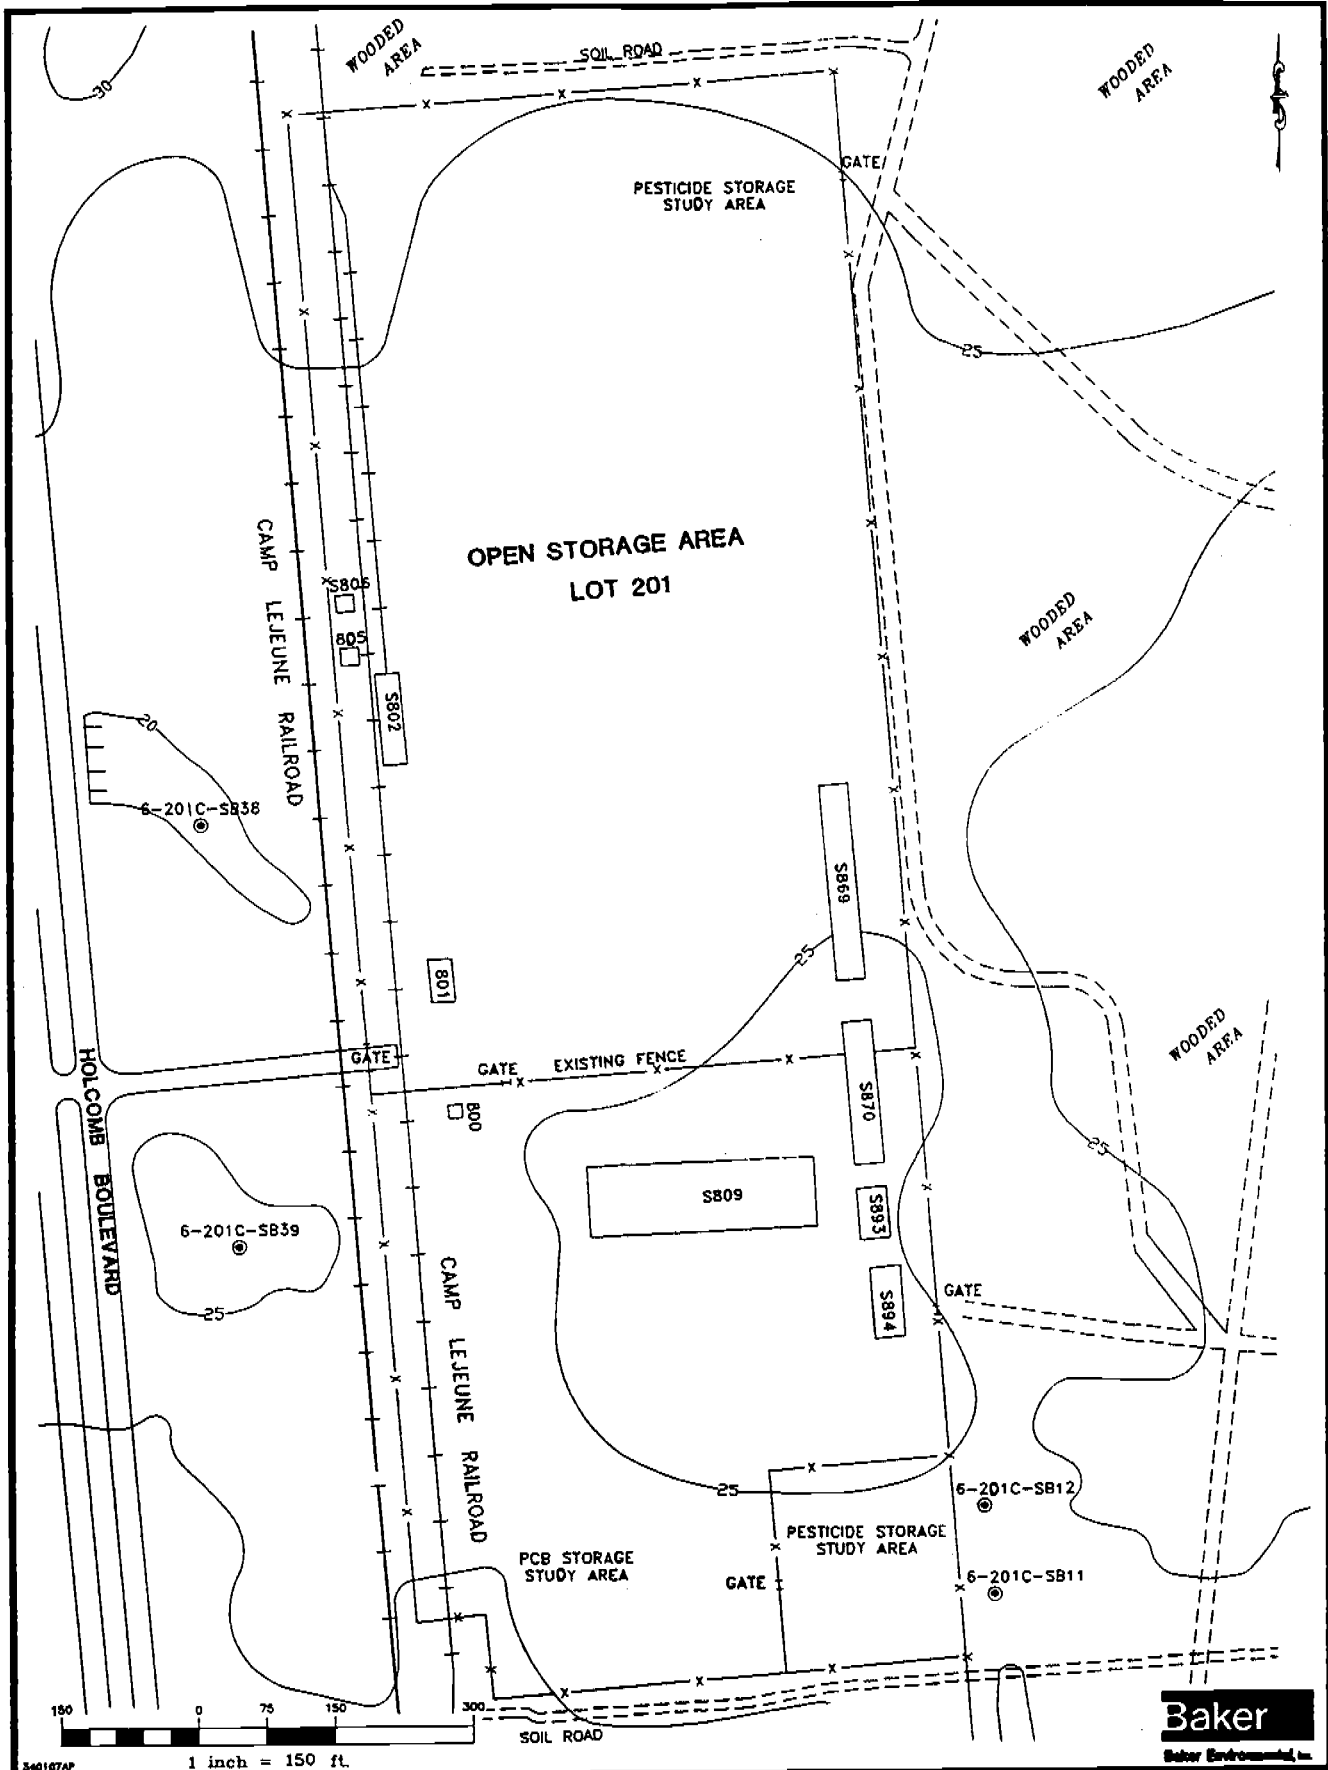 WOODED
AREA
SOIL ROAD
WOODED
AREA
30
GATE
PESTICIDE STORAGE
STUDY AREA
25
OPEN STORAGE AREA
LOT 201
CAMP LEJEUNE RAILROAD
S806
805
S802
WOODED
AREA
20
6-201C-SB38
S869
25
801
WOODED
AREA
GATE
GATE
EXISTING FENCE
HOLCOMB BOULEVARD
800
S870
25
S809
S893
6-201C-SB39
25
CAMP LEJEUNE RAILROAD
S894
GATE
25
6-201C-SB12
PESTICIDE STORAGE
STUDY AREA
PCB STORAGE
STUDY AREA
GATE
6-201C-SB11
150 0 75 150 300
SOIL ROAD
1 inch = 150 ft.
Baker
Baker Environmental, Inc.
340107AP